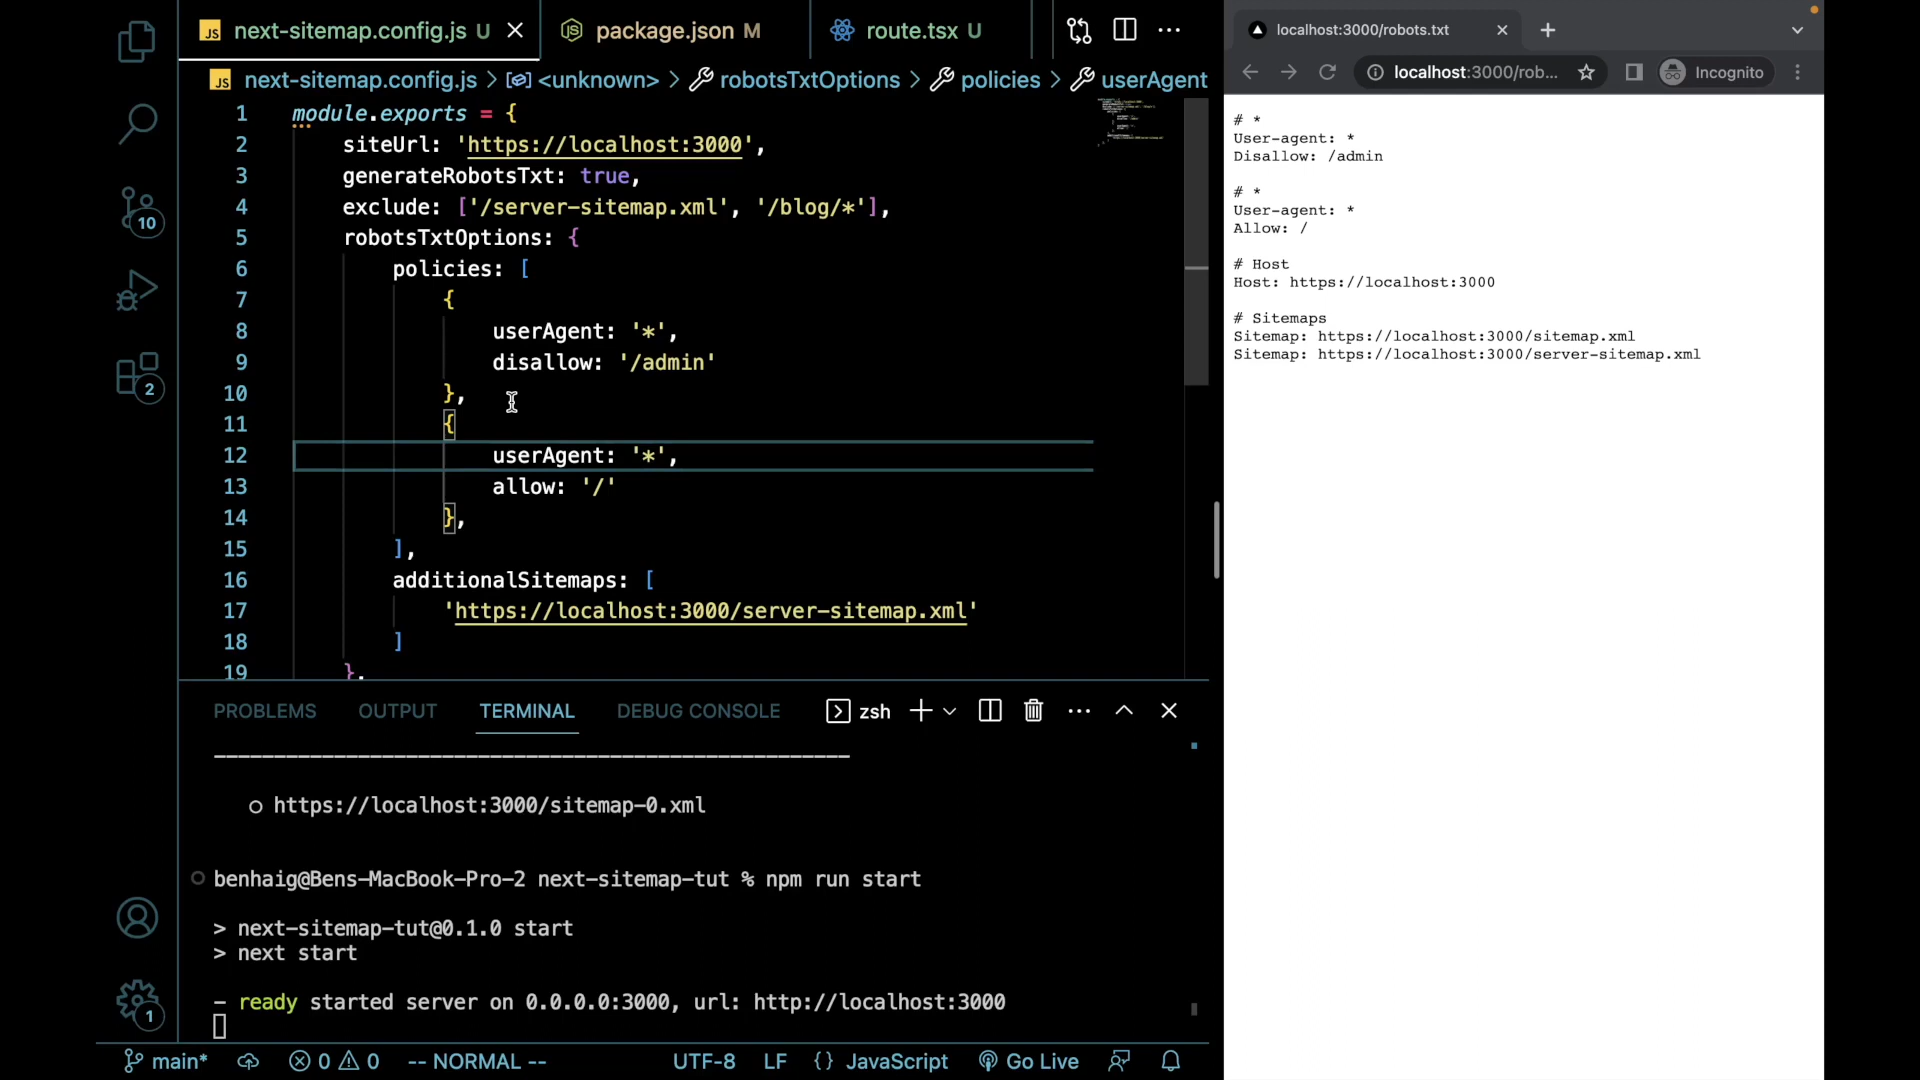 JS next-sitemap.config.js U
package.json M
route.tsx U
JS next-sitemap.config.js > <unknown> > robotsTxtOptions > policies > userAgent
1 module.exports = {
2 siteUrl: 'https://localhost:3000',
3 generateRobotsTxt: true,
4 exclude: ['/server-sitemap.xml', '/blog/*'],
5 robotsTxtOptions: {
6 policies: [
7 {
8 userAgent: '*',
9 disallow: '/admin'
10 },
11 {
12 userAgent: '*',
13 allow: '/'
14 },
15 ],
16 additionalSitemaps: [
17 'https://localhost:3000/server-sitemap.xml'
18 ]
19 },
10
2
1
PROBLEMS OUTPUT TERMINAL DEBUG CONSOLE zsh
○ https://localhost:3000/sitemap-0.xml
benhaig@Bens-MacBook-Pro-2 next-sitemap-tut % npm run start
> next-sitemap-tut@0.1.0 start
> next start
- ready started server on 0.0.0.0:3000, url: http://localhost:3000
main* 0 0 -- NORMAL -- UTF-8 LF {} JavaScript Go Live
localhost:3000/robots.txt
localhost:3000/rob... Incognito
# *
User-agent: *
Disallow: /admin
# *
User-agent: *
Allow: /
# Host
Host: https://localhost:3000
# Sitemaps
Sitemap: https://localhost:3000/sitemap.xml
Sitemap: https://localhost:3000/server-sitemap.xml